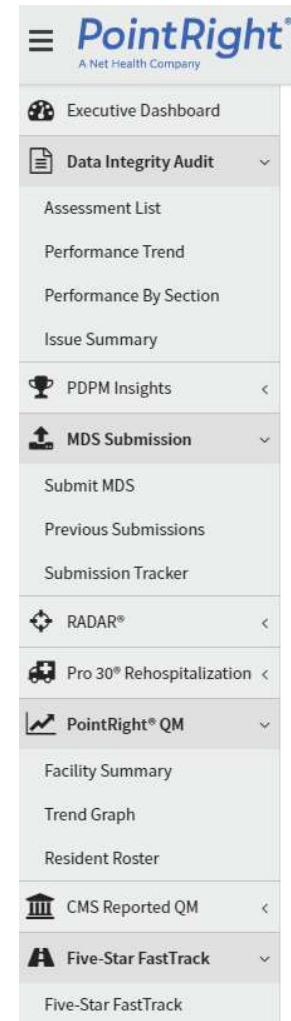 PointRight®
A Net Health Company
Executive Dashboard
Data Integrity Audit
Assessment List
Performance Trend
Performance By Section
Issue Summary
PDPM Insights
MDS Submission
Submit MDS
Previous Submissions
Submission Tracker
RADAR®
Pro 30® Rehospitalization
PointRight® QM
Facility Summary
Trend Graph
Resident Roster
CMS Reported QM
Five-Star FastTrack
Five-Star FastTrack